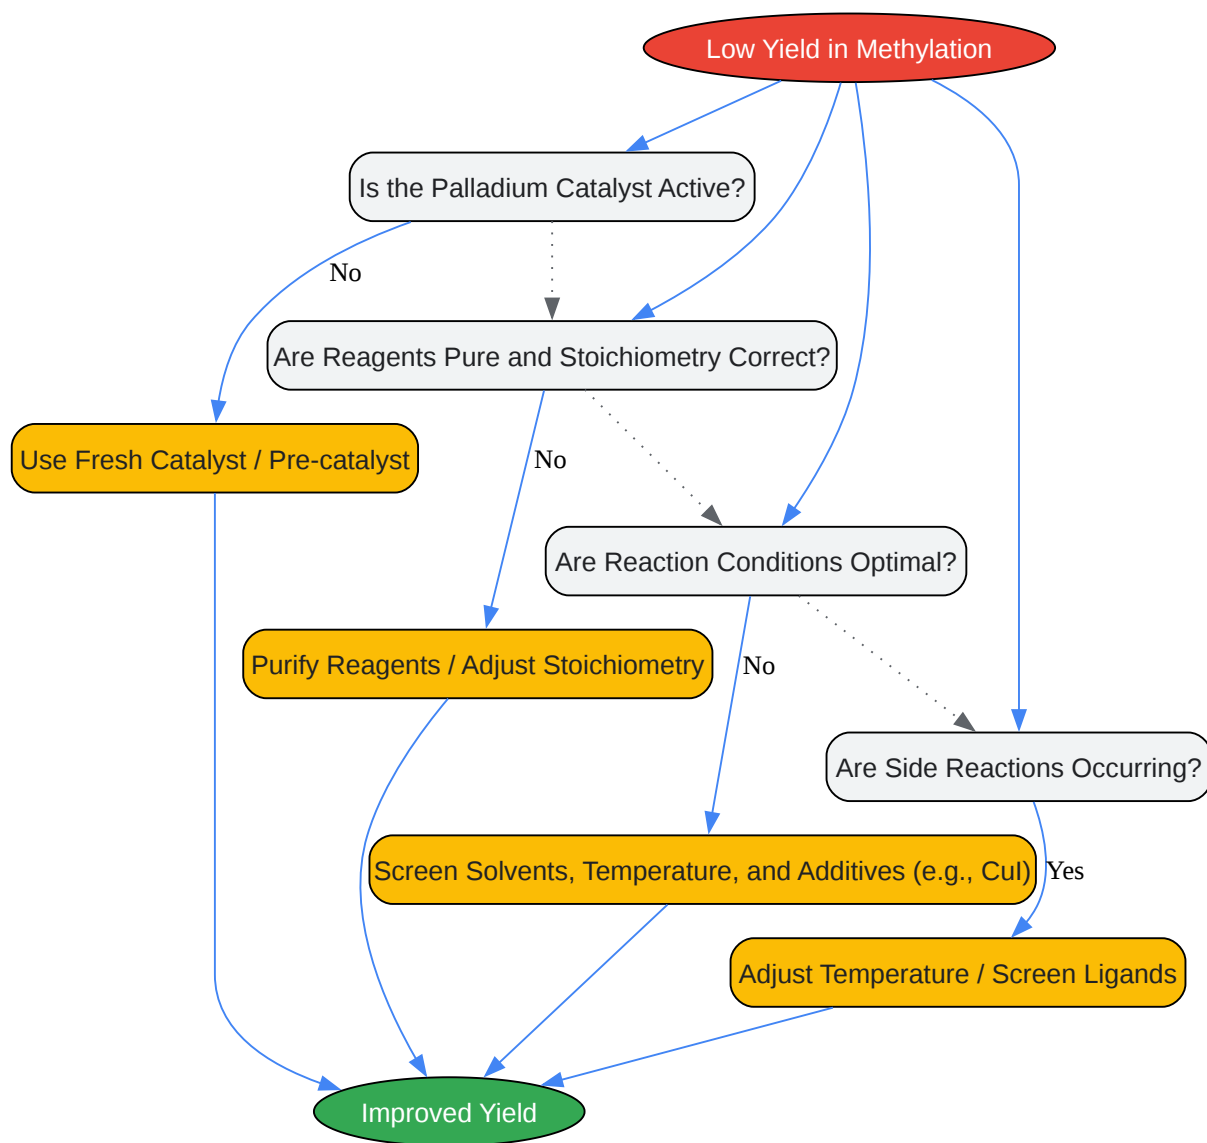 Low Yield in Methylation
Is the Palladium Catalyst Active?
No
Are Reagents Pure and Stoichiometry Correct?
Use Fresh Catalyst / Pre-catalyst
No
Are Reaction Conditions Optimal?
Purify Reagents / Adjust Stoichiometry
No
Are Side Reactions Occurring?
Screen Solvents, Temperature, and Additives (e.g., CuI)
Yes
Adjust Temperature / Screen Ligands
Improved Yield